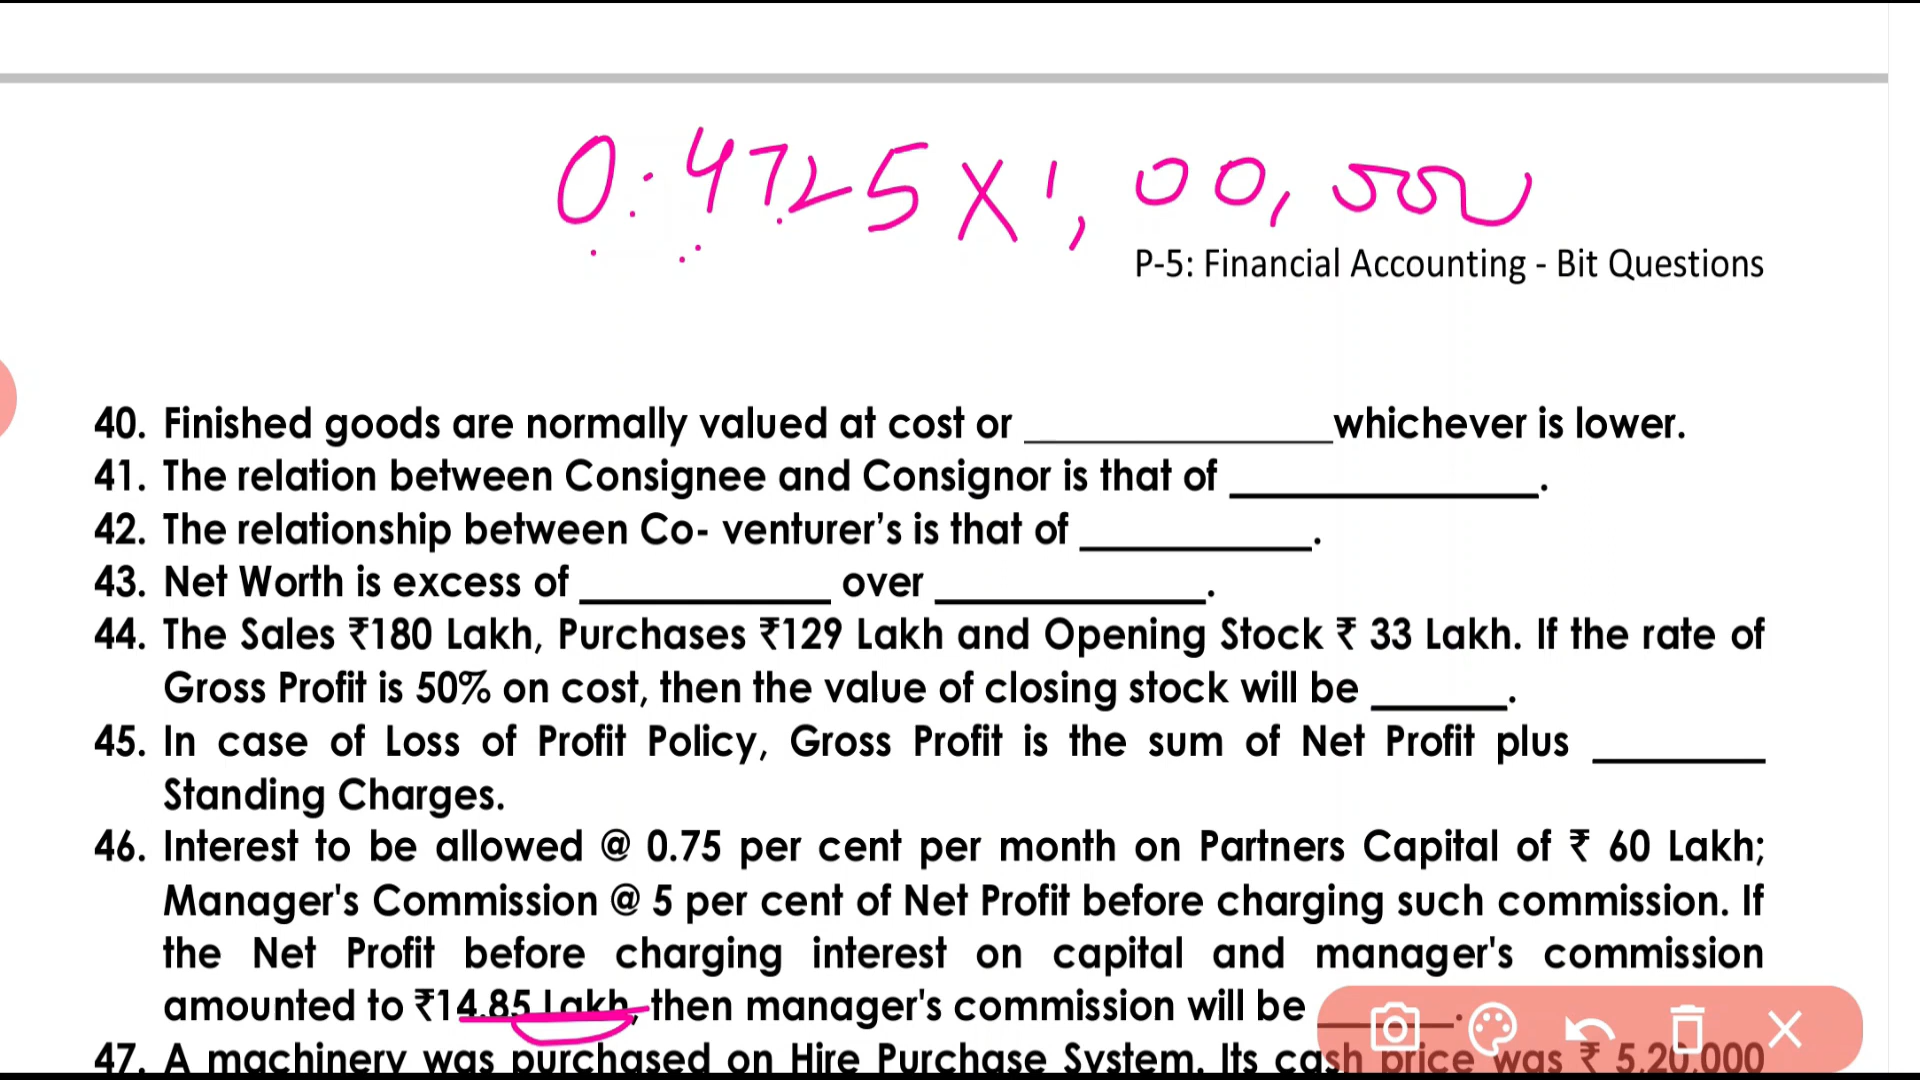 0.4725 X 1,00,000
P-5: Financial Accounting - Bit Questions
40. Finished goods are normally valued at cost or ______________whichever is lower.
41. The relation between Consignee and Consignor is that of ______________.
42. The relationship between Co- venturer's is that of ___________.
43. Net Worth is excess of ____________ over _____________.
44. The Sales ₹180 Lakh, Purchases ₹129 Lakh and Opening Stock ₹ 33 Lakh. If the rate of
Gross Profit is 50% on cost, then the value of closing stock will be ______.
45. In case of Loss of Profit Policy, Gross Profit is the sum of Net Profit plus ________
Standing Charges.
46. Interest to be allowed @ 0.75 per cent per month on Partners Capital of ₹ 60 Lakh;
Manager's Commission @ 5 per cent of Net Profit before charging such commission. If
the Net Profit before charging interest on capital and manager's commission
amounted to ₹14.85 Lakh, then manager's commission will be ______.
47. A machinery was purchased on Hire Purchase System. Its cash price was ₹ 5,20,000